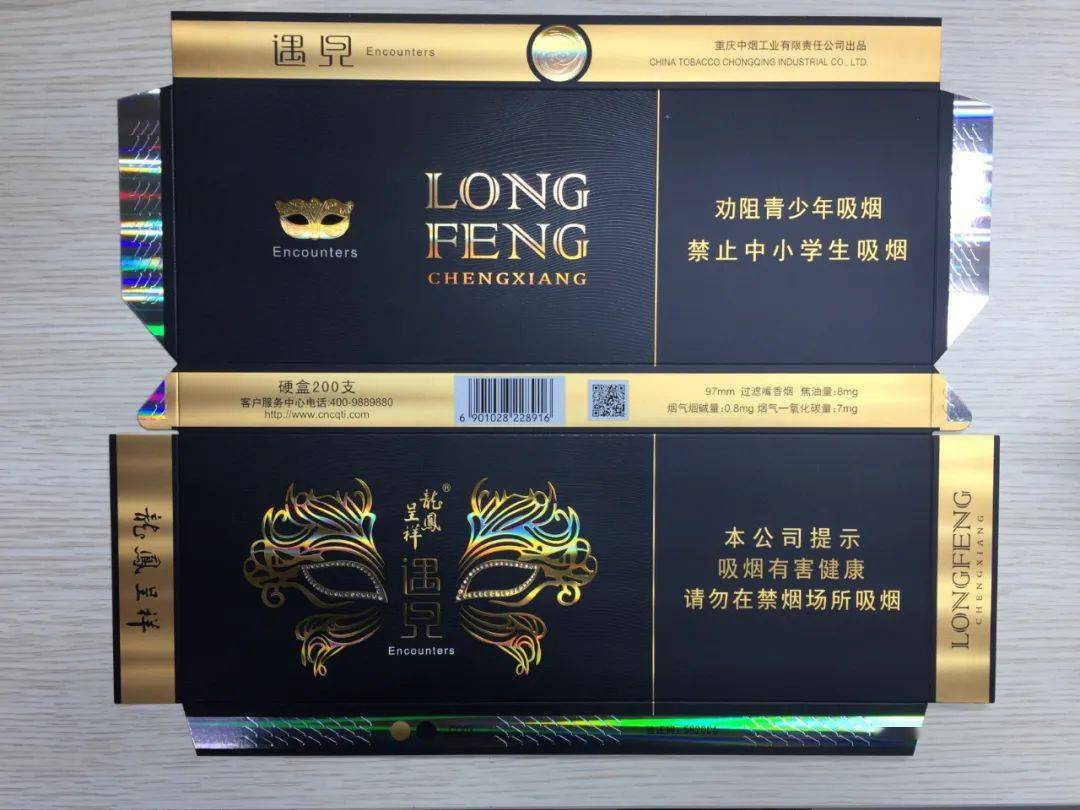 遇見 Encounters
重庆中烟工业有限责任公司出品
CHINA TOBACCO CHONGQING INDUSTRIAL CO., LTD.
Encounters
LONG
FENG
CHENGXIANG
劝阻青少年吸烟
禁止中小学生吸烟
硬盒200支
客户服务中心电话:400-9889880
http://www.cncqti.com
6 901028 228916
97mm 过滤嘴香烟 焦油量:8mg
烟气烟碱量:0.8mg 烟气一氧化碳量:7mg
龍鳳呈祥
龍鳳®
呈祥
遇見
Encounters
本公司提示
吸烟有害健康
请勿在禁烟场所吸烟
LONGFENG
CHENGXIANG